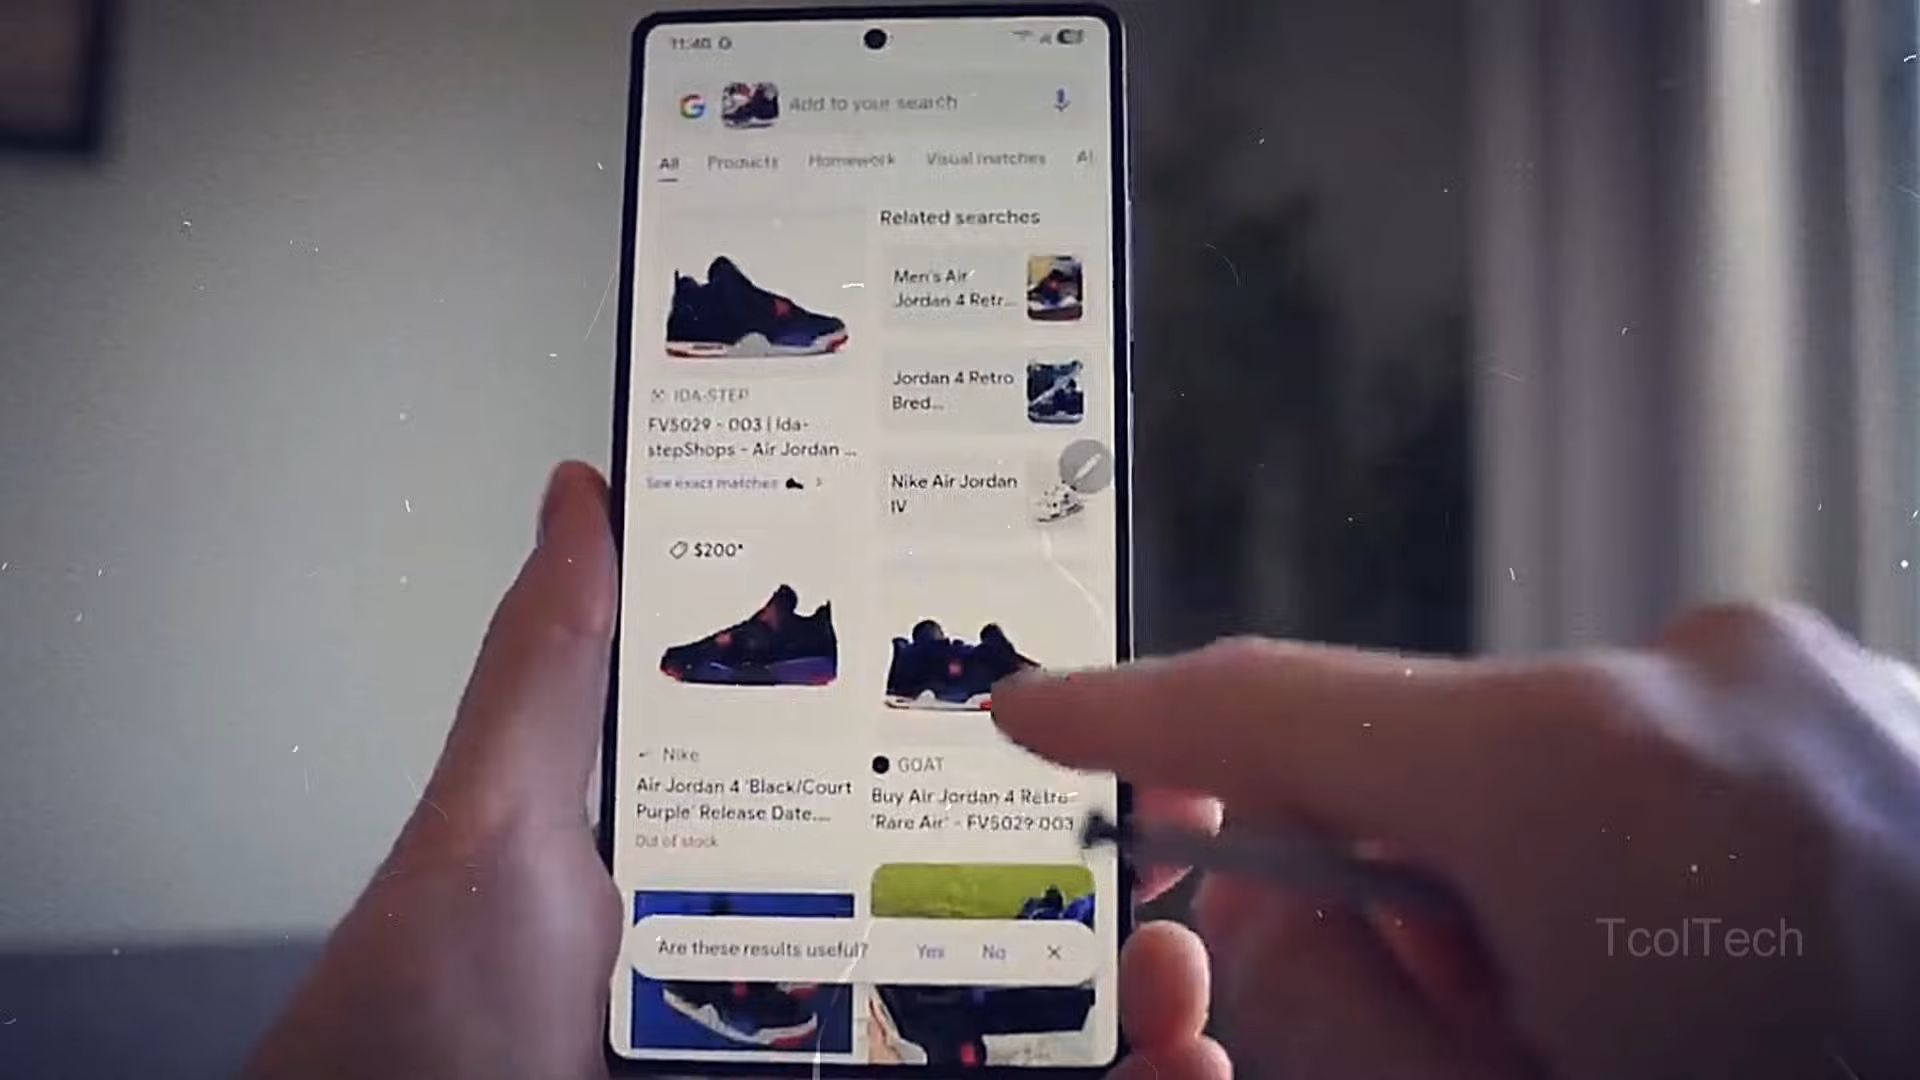 11:40 G
G Add to your search
All Products Homework Visual matches AI
Related searches
Men's Air
Jordan 4 Retr...
Jordan 4 Retro
Bred...
Nike Air Jordan
IV
IDA-STEP
FV5029 - 003 | Ida-
stepShops - Air Jordan ...
See exact matches
$200*
Nike
Air Jordan 4 'Black/Court
Purple' Release Date....
Out of stock
GOAT
Buy Air Jordan 4 Retro
'Rare Air' - FV5029 003
Are these results useful? Yes No
TcolTech